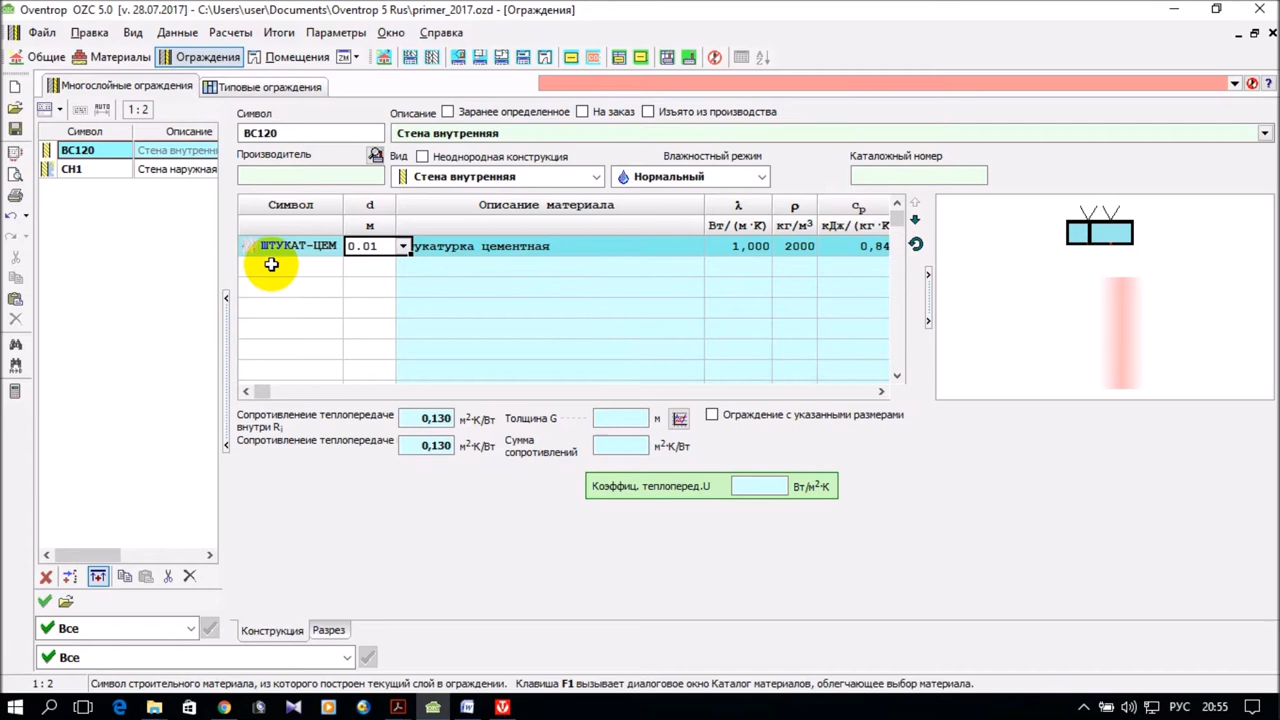 Oventrop OZC 5.0 [v. 28.07.2017] - C:\Users\user\Documents\Oventrop 5 Rus\primer_2017.ozd - [Ограждения]
Файл Правка Вид Данные Расчеты Итоги Параметры Окно Справка
Общие Материалы Ограждения Помещения
Многослойные ограждения Типовые ограждения
AUTO 1:2
Символ Описание
ВС120 Стена внутренн
СН1 Стена наружная
Символ Описание Заранее определенное На заказ Изъято из производства
ВС120 Стена внутренняя
Производитель Вид Неоднородная конструкция Влажностный режим Каталожный номер
Стена внутренняя Нормальный
Символ d Описание материала λ ρ cp
м Вт/(м·К) кг/м³ кДж/(кг·К
ШТУКАТ-ЦЕМ 0.01 укатурка цементная 1,000 2000 0,84
Сопротивленеие теплопередаче внутри Ri 0,130 м²·К/Вт Толщина G м Ограждение с указанными размерами
Сопротивление теплопередаче 0,130 м²·К/Вт Сумма сопротивлений м²·К/Вт
Коэффиц. теплоперед.U Вт/м²·К
Все
Все
Конструкция Разрез
1 : 2 Символ строительного материала, из которого построен текущий слой в ограждении. Клавиша F1 вызывает диалоговое окно Каталог материалов, облегчающее выбор материала.
РУС 20:55